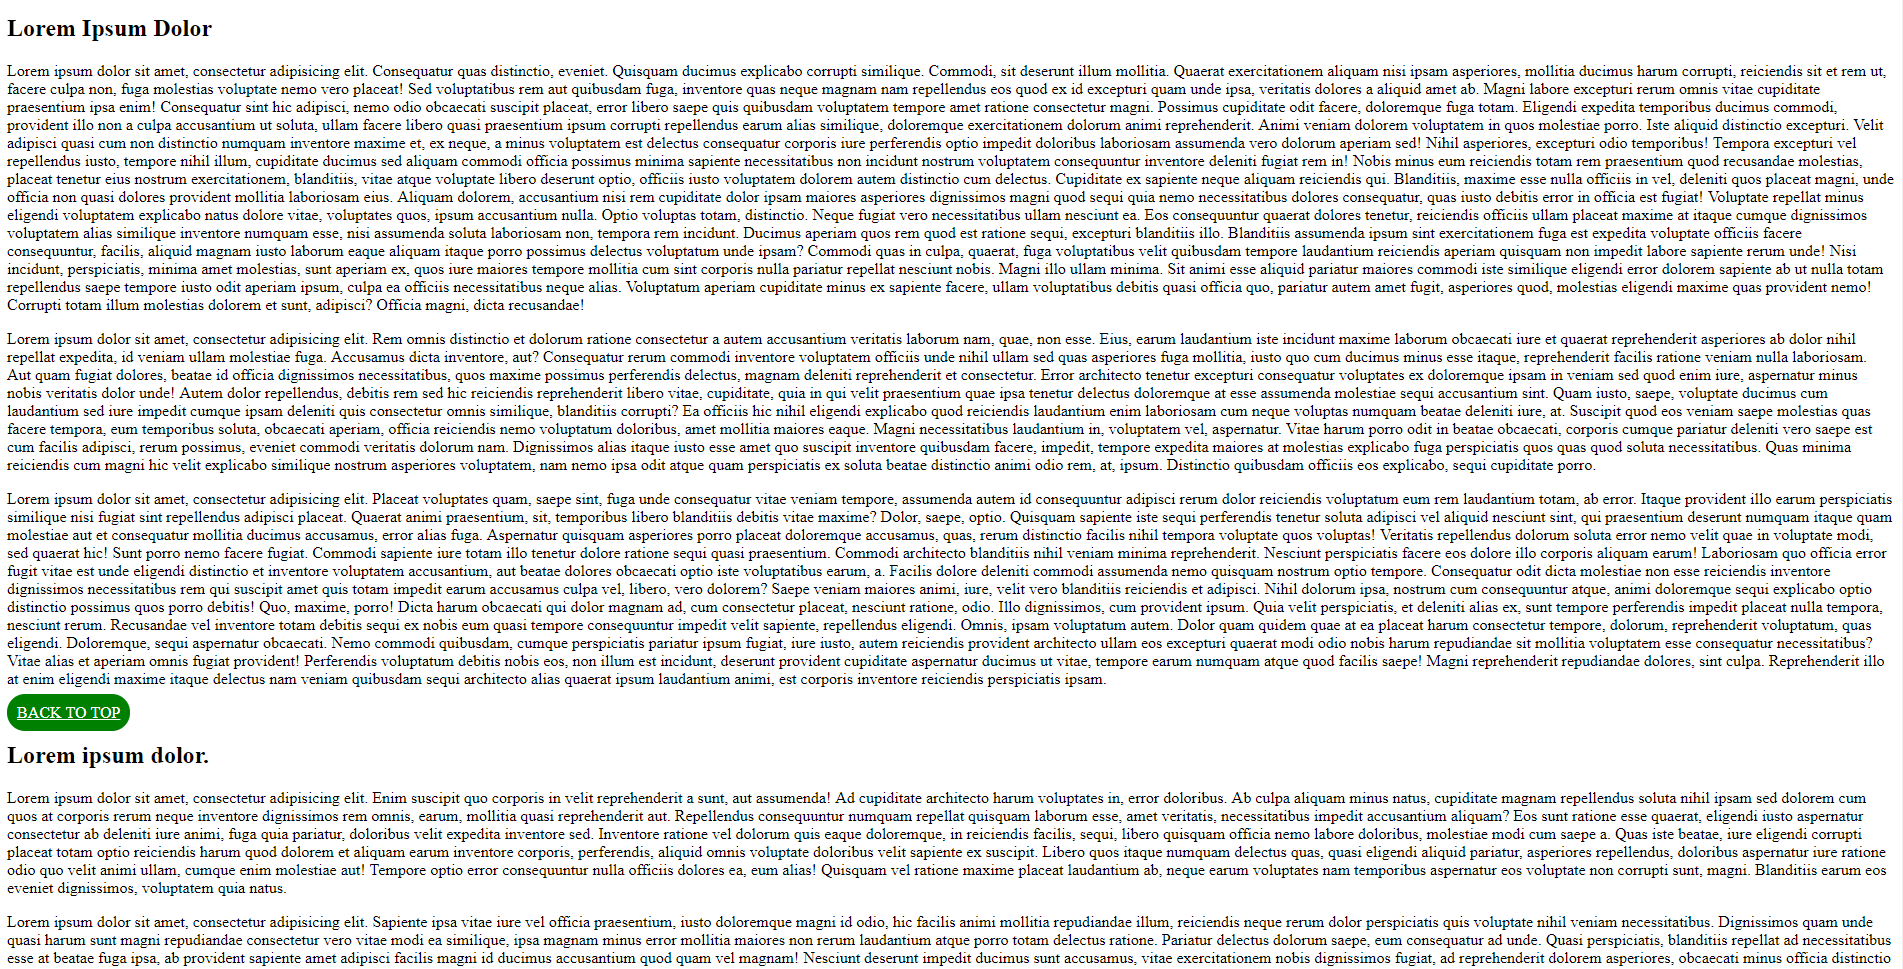 Lorem Ipsum Dolor
Lorem ipsum dolor sit amet, consectetur adipisicing elit. Consequatur quas distinctio, eveniet. Quisquam ducimus explicabo corrupti similique. Commodi, sit deserunt illum mollitia. Quaerat exercitationem aliquam nisi ipsam asperiores, mollitia ducimus harum corrupti, reiciendis sit et rem ut,
facere culpa non, fuga molestias voluptate nemo vero placeat! Sed voluptatibus rem aut quibusdam fuga, inventore quas neque magnam nam repellendus eos quod ex id excepturi quam unde ipsa, veritatis dolores a aliquid amet ab. Magni labore excepturi rerum omnis vitae cupiditate
praesentium ipsa enim! Consequatur sint hic adipisci, nemo odio obcaecati suscipit placeat, error libero saepe quis quibusdam voluptatem tempore amet ratione consectetur magni. Possimus cupiditate odit facere, doloremque fuga totam. Eligendi expedita temporibus ducimus commodi,
provident illo non a culpa accusantium ut soluta, ullam facere libero quasi praesentium ipsum corrupti repellendus earum alias similique, doloremque exercitationem dolorum animi reprehenderit. Animi veniam dolorem voluptatem in quos molestiae porro. Iste aliquid distinctio excepturi. Velit
adipisci quasi cum non distinctio numquam inventore maxime et, ex neque, a minus voluptatem est delectus consequatur corporis iure perferendis optio impedit doloribus laboriosam assumenda vero dolorum aperiam sed! Nihil asperiores, excepturi odio temporibus! Tempora excepturi vel
repellendus iusto, tempore nihil illum, cupiditate ducimus sed aliquam commodi officia possimus minima sapiente necessitatibus non incidunt nostrum voluptatem consequuntur inventore deleniti fugiat rem in! Nobis minus eum reiciendis totam rem praesentium quod recusandae molestias,
placeat tenetur eius nostrum exercitationem, blanditiis, vitae atque voluptate libero deserunt optio, officiis iusto voluptatem dolorem autem distinctio cum delectus. Cupiditate ex sapiente neque aliquam reiciendis qui. Blanditiis, maxime esse nulla officiis in vel, deleniti quos placeat magni, unde
officia non quasi dolores provident mollitia laboriosam eius. Aliquam dolorem, accusantium nisi rem cupiditate dolor ipsam maiores asperiores dignissimos magni quod sequi quia nemo necessitatibus dolores consequatur, quas iusto debitis error in officia est fugiat! Voluptate repellat minus
eligendi voluptatem explicabo natus dolore vitae, voluptates quos, ipsum accusantium nulla. Optio voluptas totam, distinctio. Neque fugiat vero necessitatibus ullam nesciunt ea. Eos consequuntur quaerat dolores tenetur, reiciendis officiis ullam placeat maxime at itaque cumque dignissimos
voluptatem alias similique inventore numquam esse, nisi assumenda soluta laboriosam non, tempora rem incidunt. Ducimus aperiam quos rem quod est ratione sequi, excepturi blanditiis illo. Blanditiis assumenda ipsum sint exercitationem fuga est expedita voluptate officiis facere
consequuntur, facilis, aliquid magnam iusto laborum eaque aliquam itaque porro possimus delectus voluptatum unde ipsam? Commodi quas in culpa, quaerat, fuga voluptatibus velit quibusdam tempore laudantium reiciendis aperiam quisquam non impedit labore sapiente rerum unde! Nisi
incidunt, perspiciatis, minima amet molestias, sunt aperiam ex, quos iure maiores tempore mollitia cum sint corporis nulla pariatur repellat nesciunt nobis. Magni illo ullam minima. Sit animi esse aliquid pariatur maiores commodi iste similique eligendi error dolorem sapiente ab ut nulla totam
repellendus saepe tempore iusto odit aperiam ipsum, culpa ea officiis necessitatibus neque alias. Voluptatum aperiam cupiditate minus ex sapiente facere, ullam voluptatibus debitis quasi officia quo, pariatur autem amet fugit, asperiores quod, molestias eligendi maxime quas provident nemo!
Corrupti totam illum molestias dolorem et sunt, adipisci? Officia magni, dicta recusandae!
Lorem ipsum dolor sit amet, consectetur adipisicing elit. Rem omnis distinctio et dolorum ratione consectetur a autem accusantium veritatis laborum nam, quae, non esse. Eius, earum laudantium iste incidunt maxime laborum obcaecati iure et quaerat reprehenderit asperiores ab dolor nihil
repellat expedita, id veniam ullam molestiae fuga. Accusamus dicta inventore, aut? Consequatur rerum commodi inventore voluptatem officiis unde nihil ullam sed quas asperiores fuga mollitia, iusto quo cum ducimus minus esse itaque, reprehenderit facilis ratione veniam nulla laboriosam.
Aut quam fugiat dolores, beatae id officia dignissimos necessitatibus, quos maxime possimus perferendis delectus, magnam deleniti reprehenderit et consectetur. Error architecto tenetur excepturi consequatur voluptates ex doloremque ipsam in veniam sed quod enim iure, aspernatur minus
nobis veritatis dolor unde! Autem dolor repellendus, debitis rem sed hic reiciendis reprehenderit libero vitae, cupiditate, quia in qui velit praesentium quae ipsa tenetur delectus doloremque at esse assumenda molestiae sequi accusantium sint. Quam iusto, saepe, voluptate ducimus cum
laudantium sed iure impedit cumque ipsam deleniti quis consectetur omnis similique, blanditiis corrupti? Ea officiis hic nihil eligendi explicabo quod reiciendis laudantium enim laboriosam cum neque voluptas numquam beatae deleniti iure, at. Suscipit quod eos veniam saepe molestias quas
facere tempora, eum temporibus soluta, obcaecati aperiam, officia reiciendis nemo voluptatum doloribus, amet mollitia maiores eaque. Magni necessitatibus laudantium in, voluptatem vel, aspernatur. Vitae harum porro odit in beatae obcaecati, corporis cumque pariatur deleniti vero saepe est
cum facilis adipisci, rerum possimus, eveniet commodi veritatis dolorum nam. Dignissimos alias itaque iusto esse amet quo suscipit inventore quibusdam facere, impedit, tempore expedita maiores at molestias explicabo fuga perspiciatis quos quas quod soluta necessitatibus. Quas minima
reiciendis cum magni hic velit explicabo similique nostrum asperiores voluptatem, nam nemo ipsa odit atque quam perspiciatis ex soluta beatae distinctio animi odio rem, at, ipsum. Distinctio quibusdam officiis eos explicabo, sequi cupiditate porro.
Lorem ipsum dolor sit amet, consectetur adipisicing elit. Placeat voluptates quam, saepe sint, fuga unde consequatur vitae veniam tempore, assumenda autem id consequuntur adipisci rerum dolor reiciendis voluptatum eum rem laudantium totam, ab error. Itaque provident illo earum perspiciatis
similique nisi fugiat sint repellendus adipisci placeat. Quaerat animi praesentium, sit, temporibus libero blanditiis debitis vitae maxime? Dolor, saepe, optio. Quisquam sapiente iste sequi perferendis tenetur soluta adipisci vel aliquid nesciunt sint, qui praesentium deserunt numquam itaque quam
molestiae aut et consequatur mollitia ducimus accusamus, error alias fuga. Aspernatur quisquam asperiores porro placeat doloremque accusamus, quas, rerum distinctio facilis nihil tempora voluptate quos voluptas! Veritatis repellendus dolorum soluta error nemo velit quae in voluptate modi,
sed quaerat hic! Sunt porro nemo facere fugiat. Commodi sapiente iure totam illo tenetur dolore ratione sequi quasi praesentium. Commodi architecto blanditiis nihil veniam minima reprehenderit. Nesciunt perspiciatis facere eos dolore illo corporis aliquam earum! Laboriosam quo officia error
fugit vitae est unde eligendi distinctio et inventore voluptatem accusantium, aut beatae dolores obcaecati optio iste voluptatibus earum, a. Facilis dolore deleniti commodi assumenda nemo quisquam nostrum optio tempore. Consequatur odit dicta molestiae non esse reiciendis inventore
dignissimos necessitatibus rem qui suscipit amet quis totam impedit earum accusamus culpa vel, libero, vero dolorem? Saepe veniam maiores animi, iure, velit vero blanditiis reiciendis et adipisci. Nihil dolorum ipsa, nostrum cum consequuntur atque, animi doloremque sequi explicabo optio
distinctio possimus quos porro debitis! Quo, maxime, porro! Dicta harum obcaecati qui dolor magnam ad, cum consectetur placeat, nesciunt ratione, odio. Illo dignissimos, cum provident ipsum. Quia velit perspiciatis, et deleniti alias ex, sunt tempore perferendis impedit placeat nulla tempora,
nesciunt rerum. Recusandae vel inventore totam debitis sequi ex nobis eum quasi tempore consequuntur impedit velit sapiente, repellendus eligendi. Omnis, ipsam voluptatum autem. Dolor quam quidem quae at ea placeat harum consectetur tempore, dolorum, reprehenderit voluptatum, quas
eligendi. Doloremque, sequi aspernatur obcaecati. Nemo commodi quibusdam, cumque perspiciatis pariatur ipsum fugiat, iure iusto, autem reiciendis provident architecto ullam eos excepturi quaerat modi odio nobis harum repudiandae sit mollitia voluptatem esse consequatur necessitatibus?
Vitae alias et aperiam omnis fugiat provident! Perferendis voluptatum debitis nobis eos, non illum est incidunt, deserunt provident cupiditate aspernatur ducimus ut vitae, tempore earum numquam atque quod facilis saepe! Magni reprehenderit repudiandae dolores, sint culpa. Reprehenderit illo
at enim eligendi maxime itaque delectus nam veniam quibusdam sequi architecto alias quaerat ipsum laudantium animi, est corporis inventore reiciendis perspiciatis ipsam.
BACK TO TOP
Lorem ipsum dolor.
Lorem ipsum dolor sit amet, consectetur adipisicing elit. Enim suscipit quo corporis in velit reprehenderit a sunt, aut assumenda! Ad cupiditate architecto harum voluptates in, error doloribus. Ab culpa aliquam minus natus, cupiditate magnam repellendus soluta nihil ipsam sed dolorem cum
quos at corporis rerum neque inventore dignissimos rem omnis, earum, mollitia quasi reprehenderit aut. Repellendus consequuntur numquam repellat quisquam laborum esse, amet veritatis, necessitatibus impedit accusantium aliquam? Eos sunt ratione esse quaerat, eligendi iusto aspernatur
consectetur ab deleniti iure animi, fuga quia pariatur, doloribus velit expedita inventore sed. Inventore ratione vel dolorum quis eaque doloremque, in reiciendis facilis, sequi, libero quisquam officia nemo labore doloribus, molestiae modi cum saepe a. Quas iste beatae, iure eligendi corrupti
placeat totam optio reiciendis harum quod dolorem et aliquam earum inventore corporis, perferendis, aliquid omnis voluptate doloribus velit sapiente ex suscipit. Libero quos itaque numquam delectus quas, quasi eligendi aliquid pariatur, asperiores repellendus, doloribus aspernatur iure ratione
odio quo velit animi ullam, cumque enim molestiae aut! Tempore optio error consequuntur nulla officiis dolores ea, eum alias! Quisquam vel ratione maxime placeat laudantium ab, neque earum voluptates nam temporibus aspernatur eos voluptate non corrupti sunt, magni. Blanditiis earum eos
eveniet dignissimos, voluptatem quia natus.
Lorem ipsum dolor sit amet, consectetur adipisicing elit. Sapiente ipsa vitae iure vel officia praesentium, iusto doloremque magni id odio, hic facilis animi mollitia repudiandae illum, reiciendis neque rerum dolor perspiciatis quis voluptate nihil veniam necessitatibus. Dignissimos quam unde
quasi harum sunt magni repudiandae consectetur vero vitae modi ea similique, ipsa magnam minus error mollitia maiores non rerum laudantium atque porro totam delectus ratione. Pariatur delectus dolorum saepe, eum consequatur ad unde. Quasi perspiciatis, blanditiis repellat ad necessitatibus
esse at beatae fuga ipsa, ab provident sapiente amet adipisci facilis magni id ducimus accusantium quod quam vel magnam! Nesciunt deserunt impedit ducimus sunt accusamus, vitae exercitationem nobis dignissimos fugiat, ad reprehenderit dolorem asperiores, obcaecati minus officia distinctio